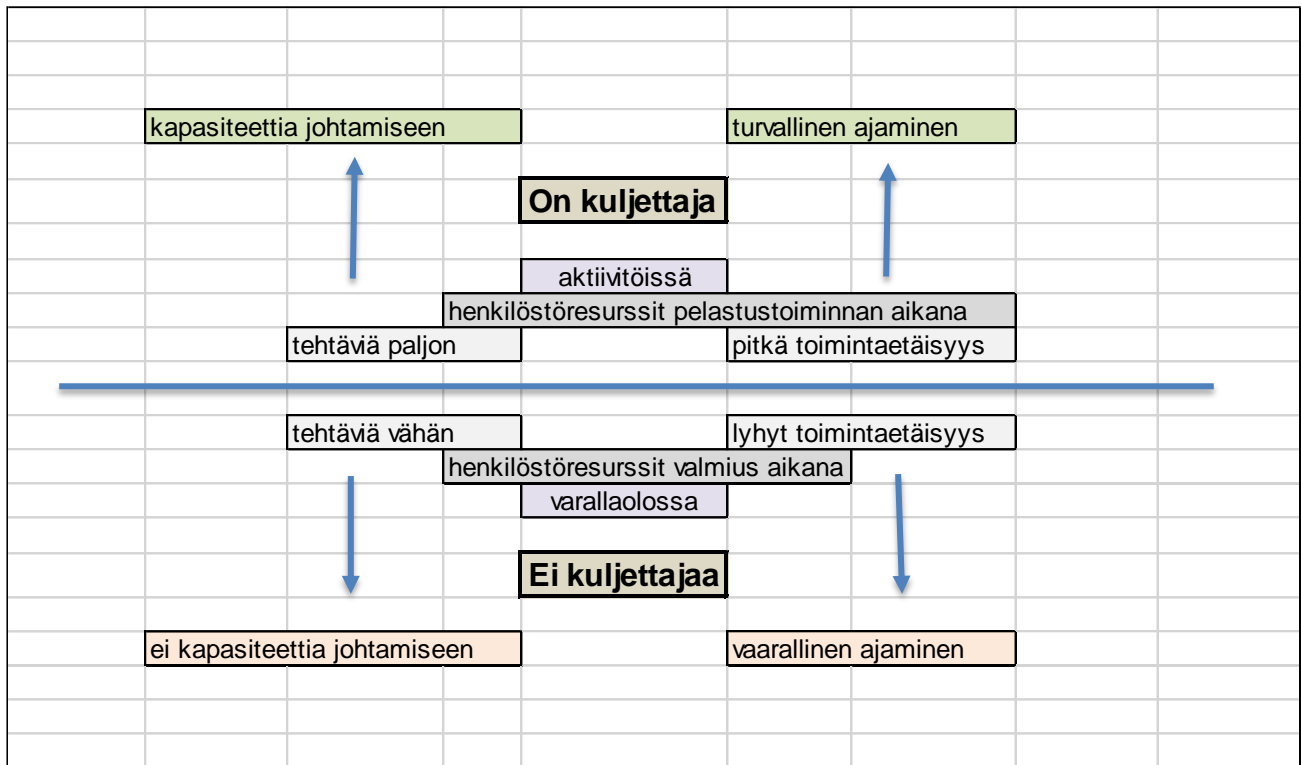 kapasiteettia johtamiseen
turvallinen ajaminen
On kuljettaja
aktiivitöissä
henkilöstöresurssit pelastustoiminnan aikana
tehtäviä paljon
pitkä toimintaetäisyys
tehtäviä vähän
lyhyt toimintaetäisyys
henkilöstöresurssit valmius aikana
varallaolossa
Ei kuljettajaa
ei kapasiteettia johtamiseen
vaarallinen ajaminen